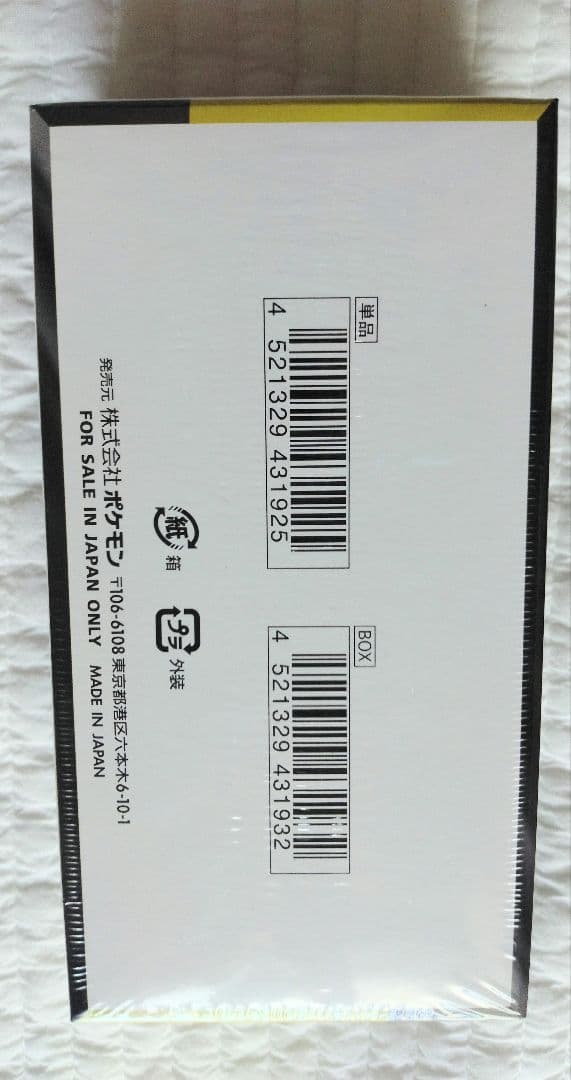 単品
4 521329 431925
BOX
4 521329 431932
紙 箱
プラ 外装
発売元 株式会社 ポケモン 〒106-6108 東京都港区六本木6-10-1
FOR SALE IN JAPAN ONLY MADE IN JAPAN